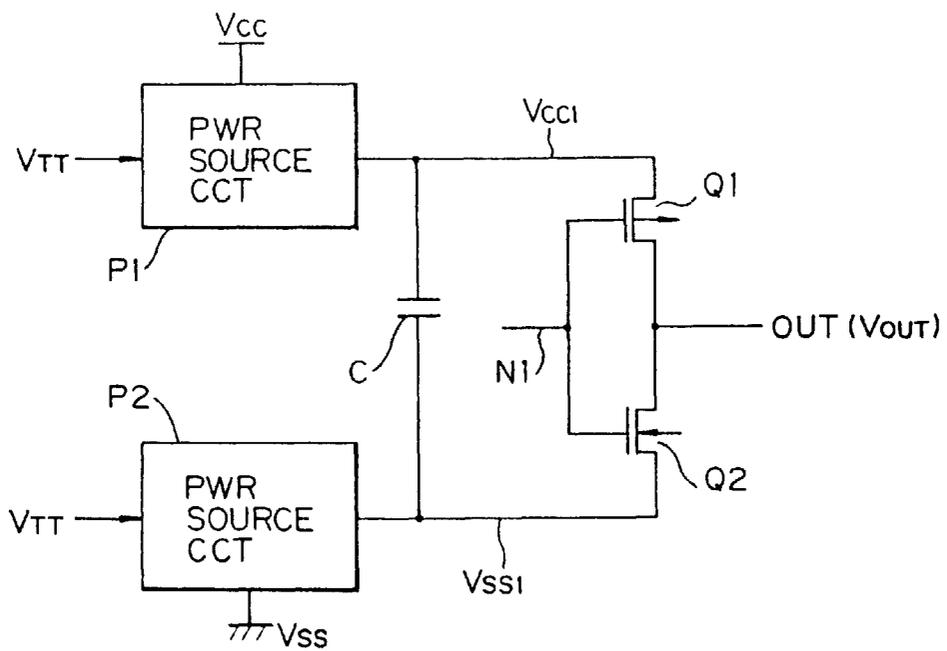 VCC
PWR
SOURCE
CCT
VTT
P1
VCC1
Q1
C
N1
OUT (VOUT)
P2
PWR
SOURCE
CCT
VTT
Q2
VSS1
VSS